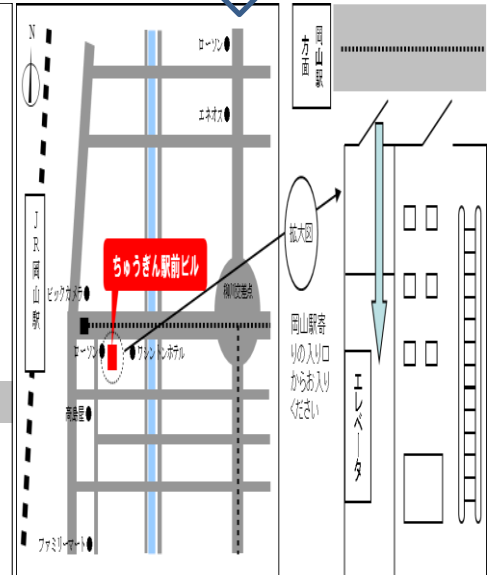 N
JR岡山駅
ローソン
エネオス
ちゅうぎん駅前ビル
ビックカメラ
柳川交差点
ローソン
ワシントンホテル
高島屋
ファミリーマート
岡山駅
方面
拡大図
岡山駅寄
りの入り口
からお入り
ください
エレベータ